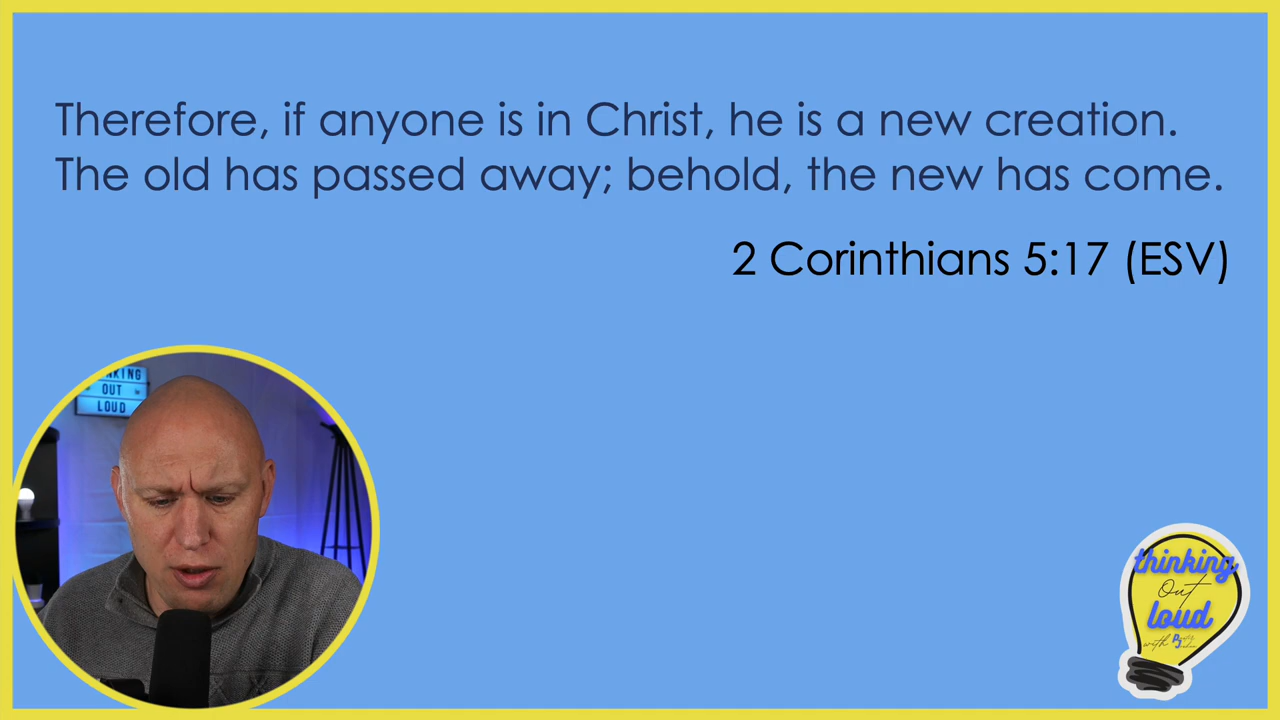 Therefore, if anyone is in Christ, he is a new creation.
The old has passed away; behold, the new has come.
2 Corinthians 5:17 (ESV)
OUT
LOUD
thinking
out
loud
with